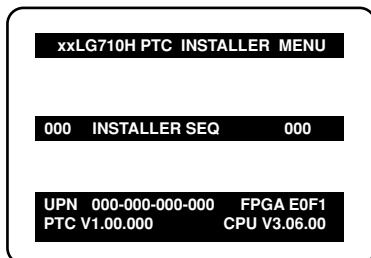 xxLG710H PTC INSTALLER MENU
000 INSTALLER SEQ 000
UPN 000-000-000-000 FPGA E0F1
PTC V1.00.000 CPU V3.06.00